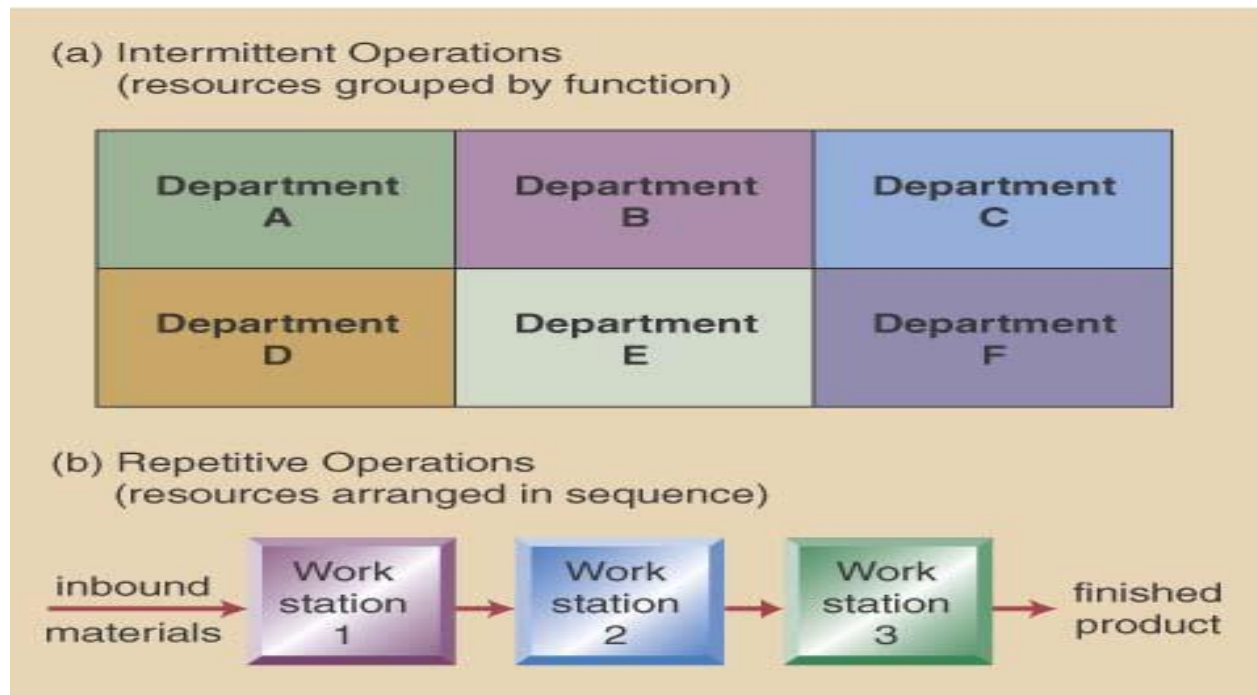 (a) Intermittent Operations
(resources grouped by function)
Department
A
Department
B
Department
C
Department
D
Department
E
Department
F
(b) Repetitive Operations
(resources arranged in sequence)
inbound
materials
Work
station
1
Work
station
2
Work
station
3
finished
product